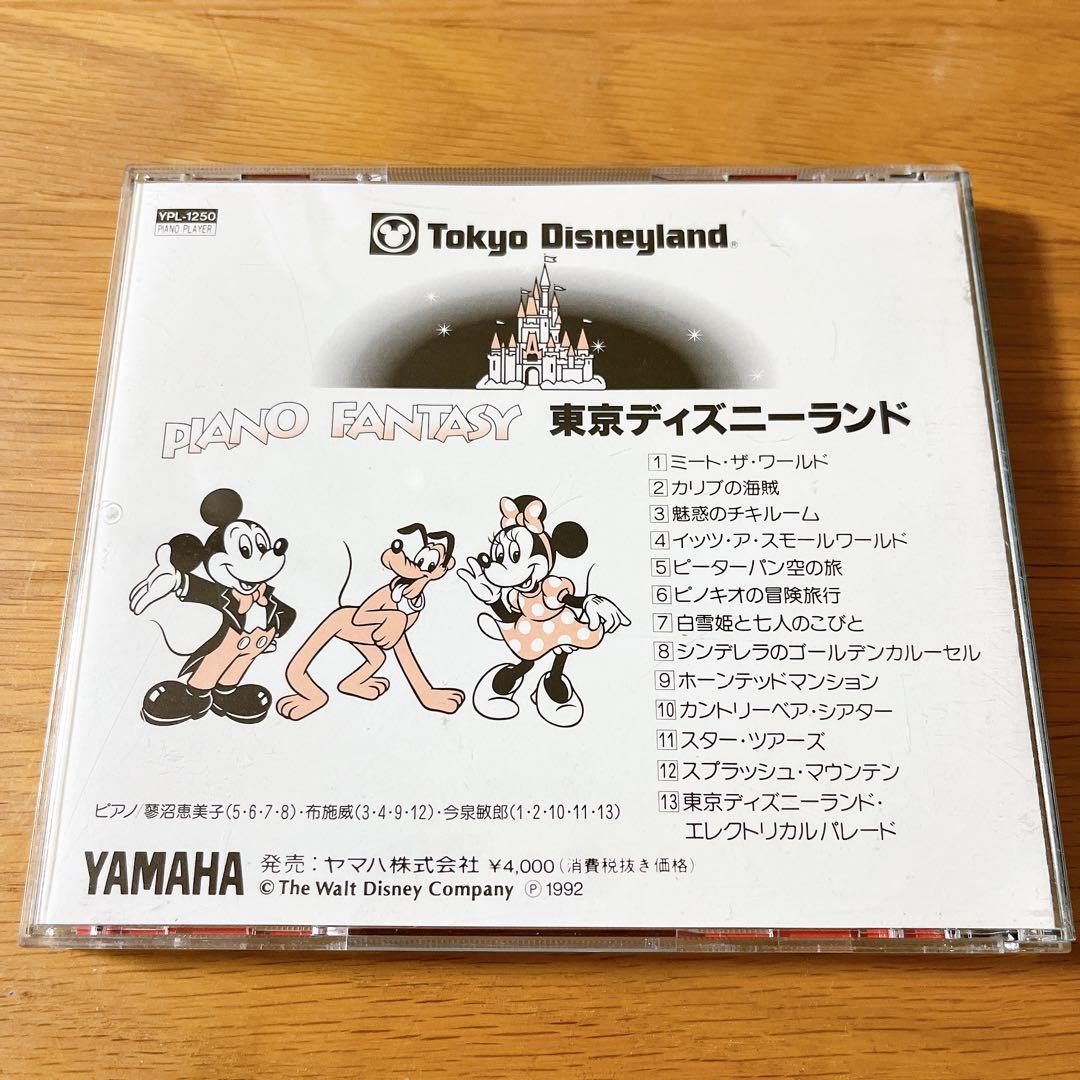 YPL-1250
PIANO PLAYER
Tokyo Disneyland®
PIANO FANTASY 東京ディズニーランド
1 ミート・ザ・ワールド
2 カリブの海賊
3 魅惑のチキルーム
4 イッツ・ア・スモールワールド
5 ピーターパン空の旅
6 ピノキオの冒険旅行
7 白雪姫と七人のこびと
8 シンデレラのゴールデンカルーセル
9 ホーンテッドマンション
10 カントリーベア・シアター
11 スター・ツアーズ
12 スプラッシュ・マウンテン
13 東京ディズニーランド・
エレクトリカルパレード
ピアノ/蓼沼恵美子(5・6・7・8)・布施威(3・4・9・12)・今泉敏郎(1・2・10・11・13)
YAMAHA 発売：ヤマハ株式会社 ¥4,000(消費税抜き価格)
© The Walt Disney Company Ⓟ 1992